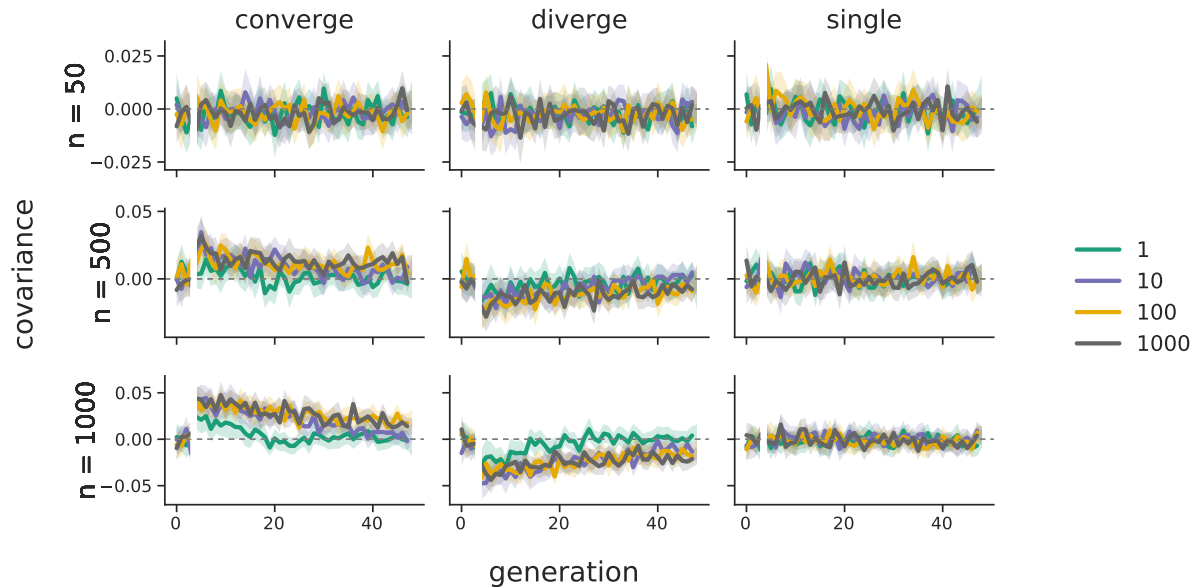 converge diverge single
n = 50
0.025
0.000
−0.025
covariance
n = 500
0.05
0.00
1
10
100
1000
n = 1000
0.05
0.00
−0.05
0 20 40 0 20 40 0 20 40
generation